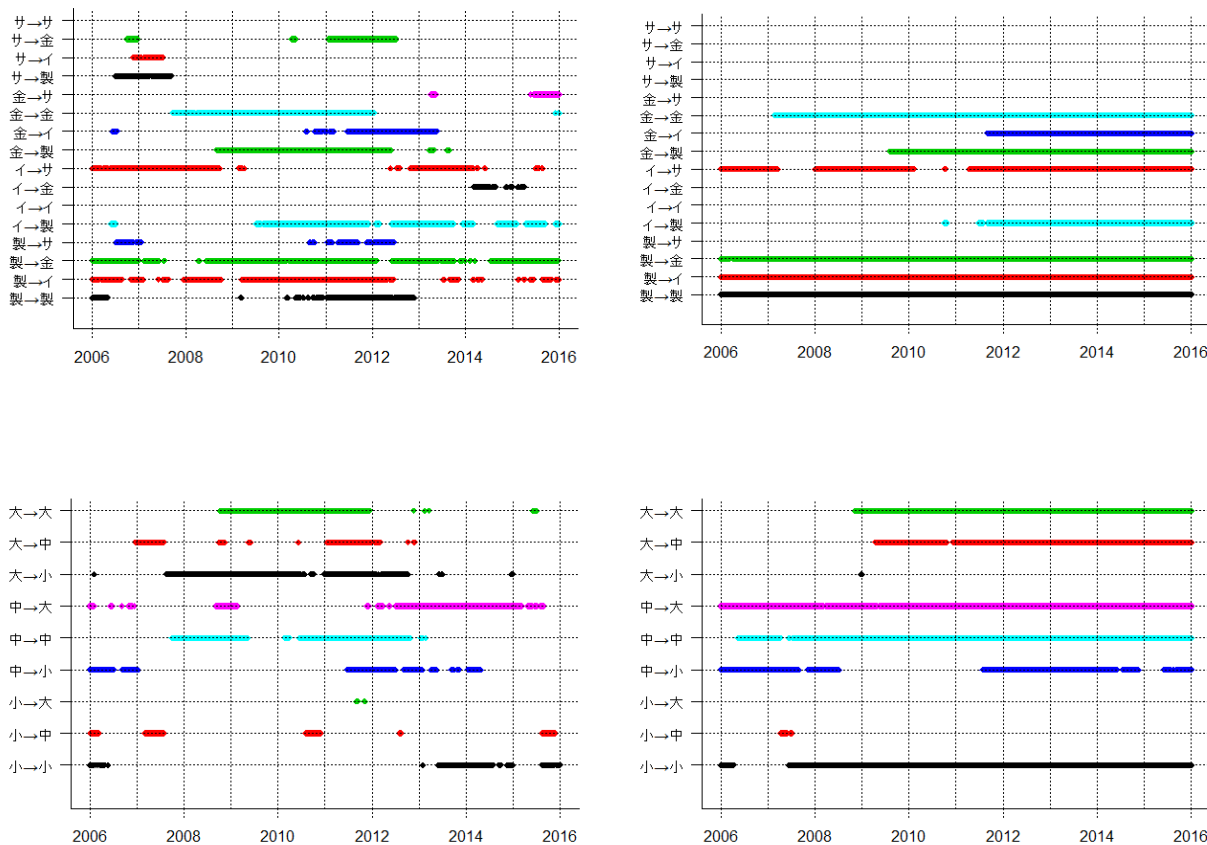 サ→サ
サ→金
サ→イ
サ→製
金→サ
金→金
金→イ
金→製
イ→サ
イ→金
イ→イ
イ→製
製→サ
製→金
製→イ
製→製
2006 2008 2010 2012 2014 2016
サ→サ
サ→金
サ→イ
サ→製
金→サ
金→金
金→イ
金→製
イ→サ
イ→金
イ→イ
イ→製
製→サ
製→金
製→イ
製→製
2006 2008 2010 2012 2014 2016
大→大
大→中
大→小
中→大
中→中
中→小
小→大
小→中
小→小
2006 2008 2010 2012 2014 2016
大→大
大→中
大→小
中→大
中→中
中→小
小→大
小→中
小→小
2006 2008 2010 2012 2014 2016